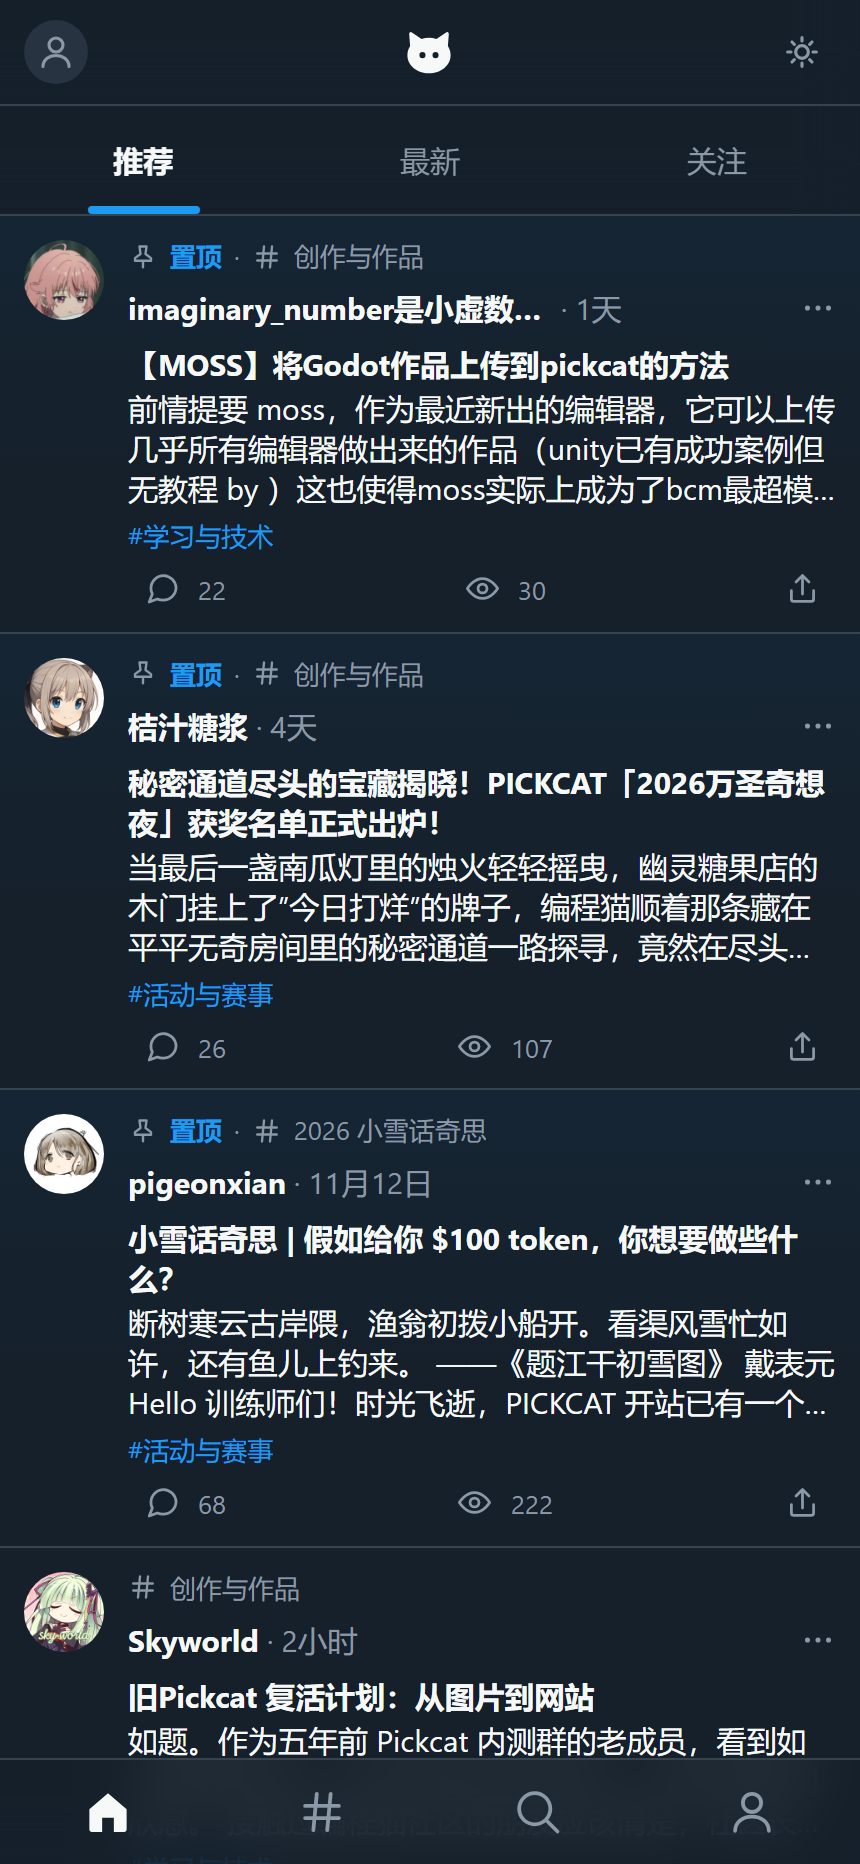 推荐
最新
关注
置顶 · # 创作与作品
imaginary_number是小虚数... · 1天
【MOSS】将Godot作品上传到pickcat的方法
前情提要 moss，作为最近新出的编辑器，它可以上传
几乎所有编辑器做出来的作品（unity已有成功案例但
无教程 by ）这也使得moss实际上成为了bcm最超模...
#学习与技术
22
30
置顶 · # 创作与作品
桔汁糖浆 · 4天
秘密通道尽头的宝藏揭晓！PICKCAT「2026万圣奇想
夜」获奖名单正式出炉！
当最后一盏南瓜灯里的烛火轻轻摇曳，幽灵糖果店的
木门挂上了”今日打烊”的牌子，编程猫顺着那条藏在
平平无奇房间里的秘密通道一路探寻，竟然在尽头...
#活动与赛事
26
107
置顶 · # 2026 小雪话奇思
pigeonxian · 11月12日
小雪话奇思 | 假如给你 $100 token，你想要做些什
么？
断树寒云古岸隈，渔翁初拨小船开。看渠风雪忙如
许，还有鱼儿上钓来。 ——《题江干初雪图》 戴表元
Hello 训练师们！时光飞逝，PICKCAT 开站已有一个...
#活动与赛事
68
222
# 创作与作品
sky·world
Skyworld · 2小时
旧Pickcat 复活计划：从图片到网站
如题。作为五年前 Pickcat 内测群的老成员，看到如